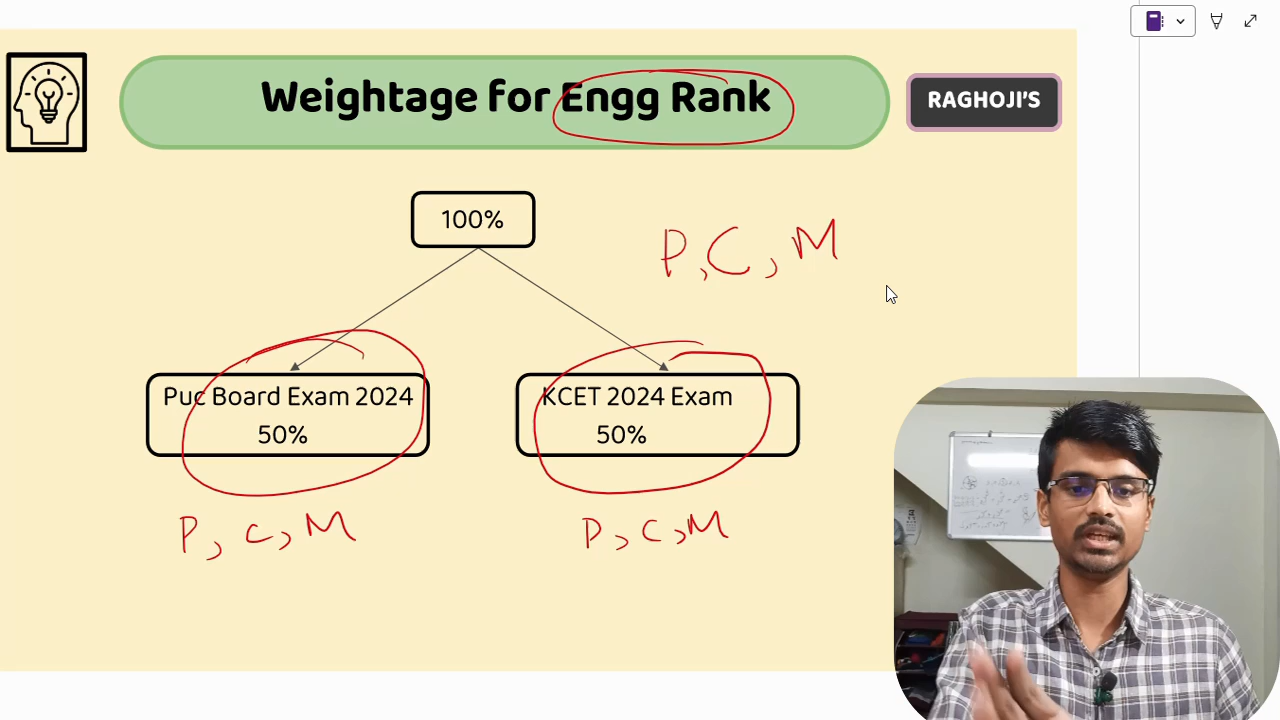 Weightage for Engg Rank
RAGHOJI'S
100%
P, C, M
Puc Board Exam 2024
50%
KCET 2024 Exam
50%
P, C, M
P, C, M